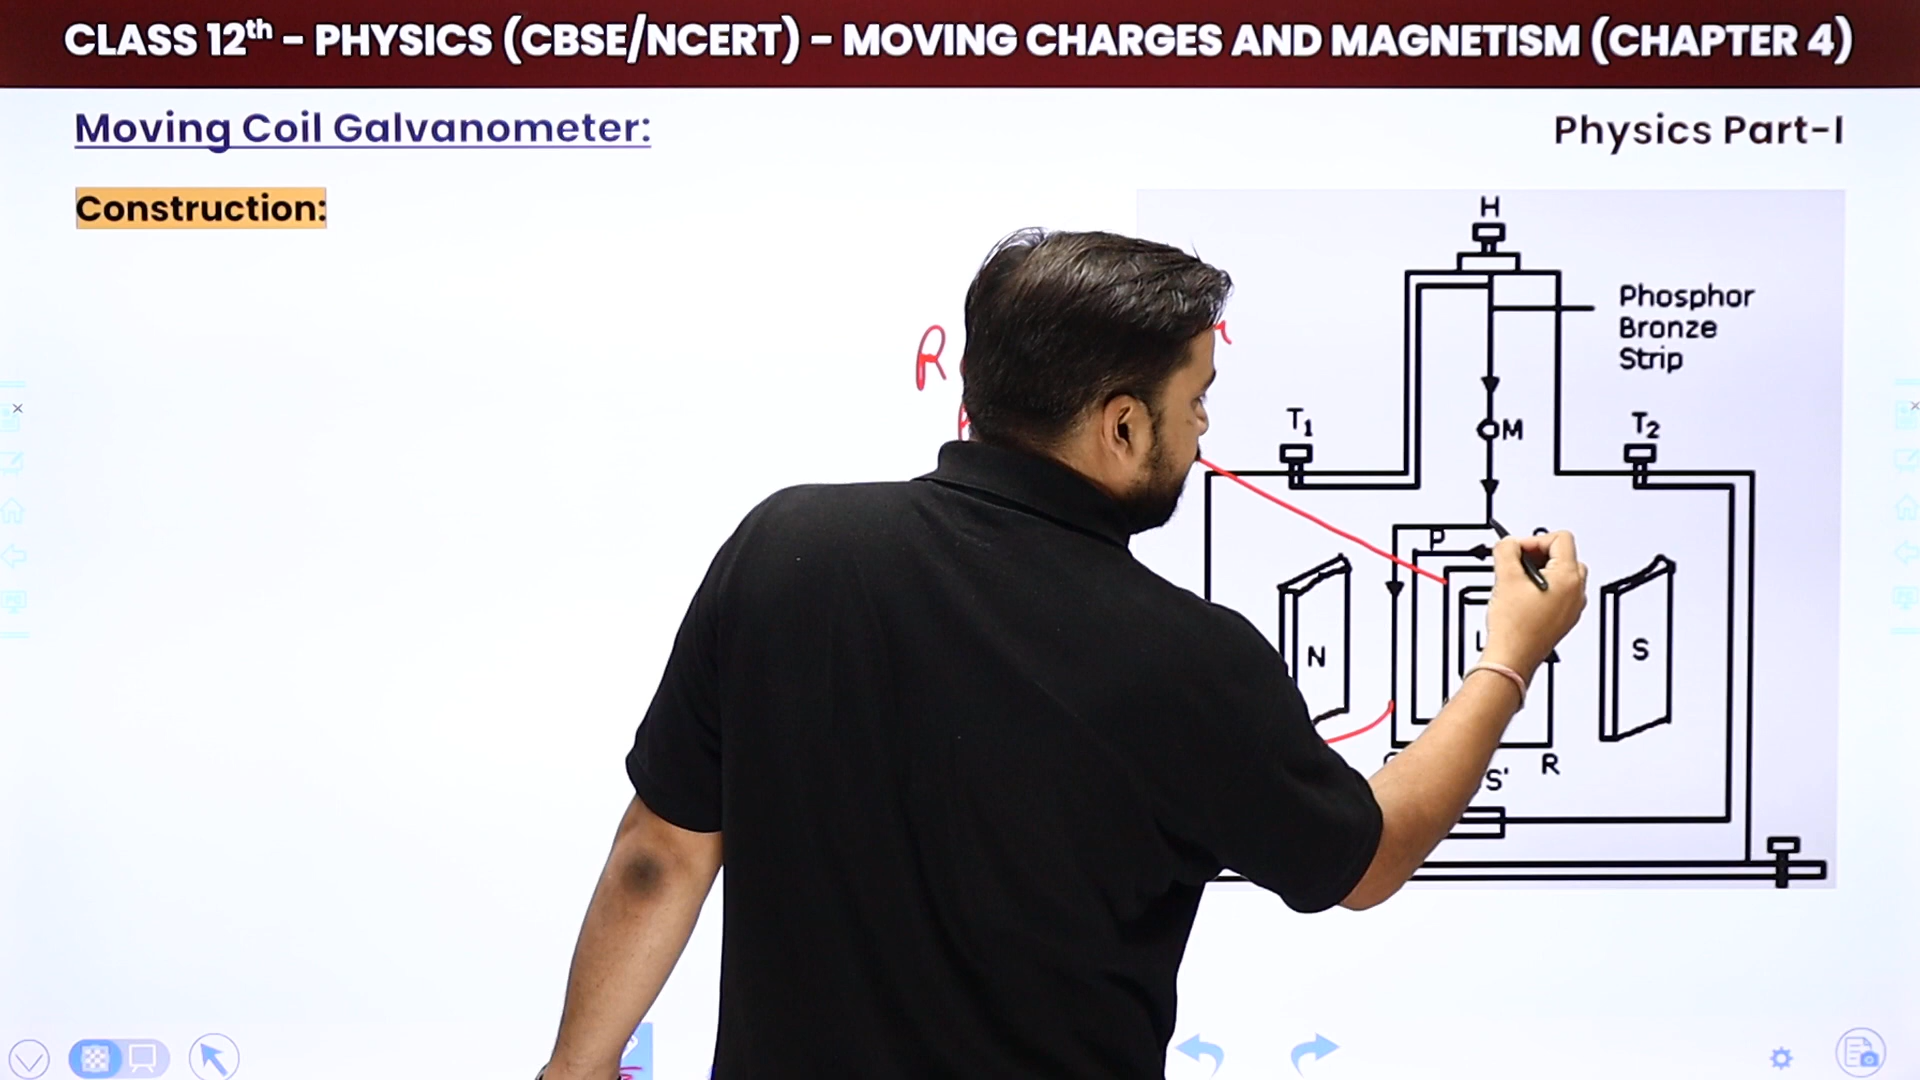 CLASS 12th - PHYSICS (CBSE/NCERT) - MOVING CHARGES AND MAGNETISM (CHAPTER 4)
Moving Coil Galvanometer:
Physics Part-I
Construction:
H
Phosphor
Bronze
Strip
R
T1
M
T2
P
N
L
S
S'
R